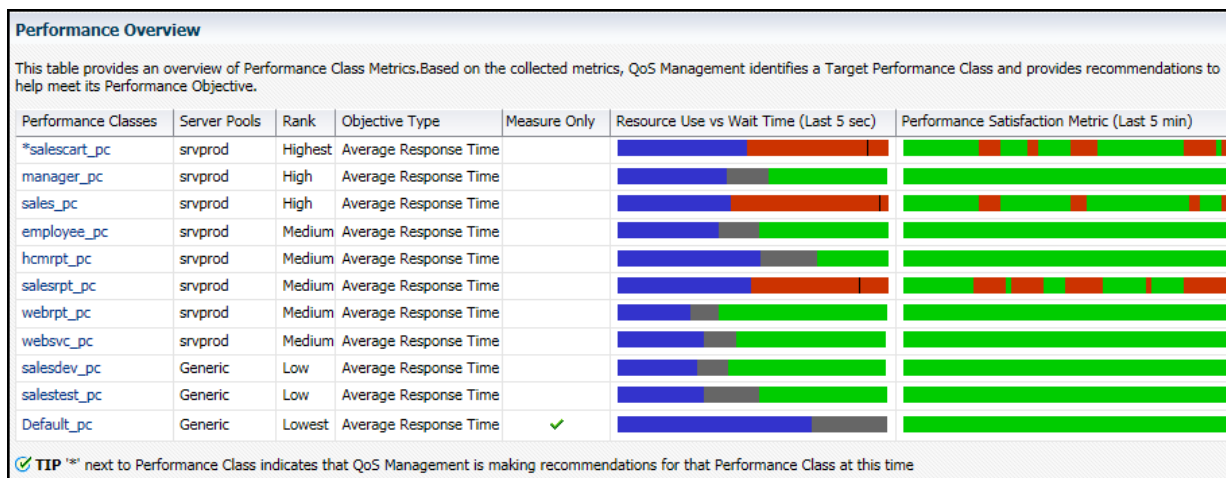 Performance Overview
This table provides an overview of Performance Class Metrics.Based on the collected metrics, QoS Management identifies a Target Performance Class and provides recommendations to
help meet its Performance Objective.
Performance Classes Server Pools Rank Objective Type Measure Only Resource Use vs Wait Time (Last 5 sec) Performance Satisfaction Metric (Last 5 min)
*salescart_pc srvprod Highest Average Response Time
manager_pc srvprod High Average Response Time
sales_pc srvprod High Average Response Time
employee_pc srvprod Medium Average Response Time
hcmrpt_pc srvprod Medium Average Response Time
salesrpt_pc srvprod Medium Average Response Time
webrpt_pc srvprod Medium Average Response Time
websvc_pc srvprod Medium Average Response Time
salesdev_pc Generic Low Average Response Time
salestest_pc Generic Low Average Response Time
Default_pc Generic Lowest Average Response Time
TIP '*' next to Performance Class indicates that QoS Management is making recommendations for that Performance Class at this time